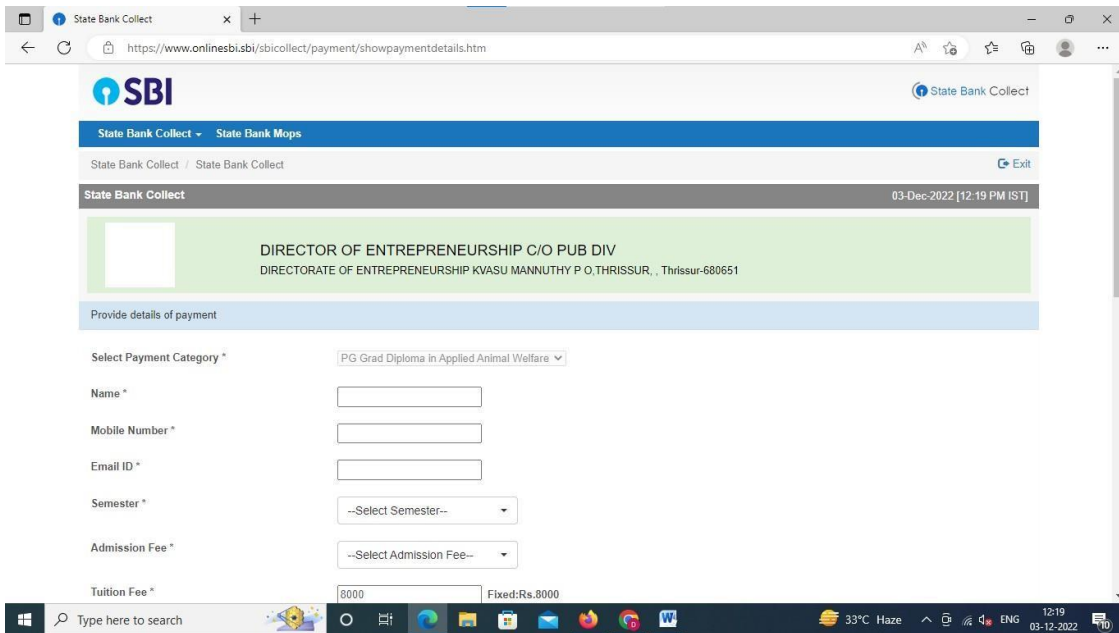 State Bank Collect
https://www.onlinesbi.sbi/sbicollect/payment/showpaymentdetails.htm
SBI
State Bank Collect
State Bank Collect State Bank Mops
State Bank Collect / State Bank Collect
Exit
State Bank Collect
03-Dec-2022 [12:19 PM IST]
DIRECTOR OF ENTREPRENEURSHIP C/O PUB DIV
DIRECTORATE OF ENTREPRENEURSHIP KVASU MANNUTHY P O,THRISSUR, , Thrissur-680651
Provide details of payment
Select Payment Category *
PG Grad Diploma in Applied Animal Welfare
Name *
Mobile Number *
Email ID *
Semester *
--Select Semester--
Admission Fee *
--Select Admission Fee--
Tuition Fee *
8000
Fixed:Rs.8000
Type here to search
33°C Haze
ENG
12:19
03-12-2022
10